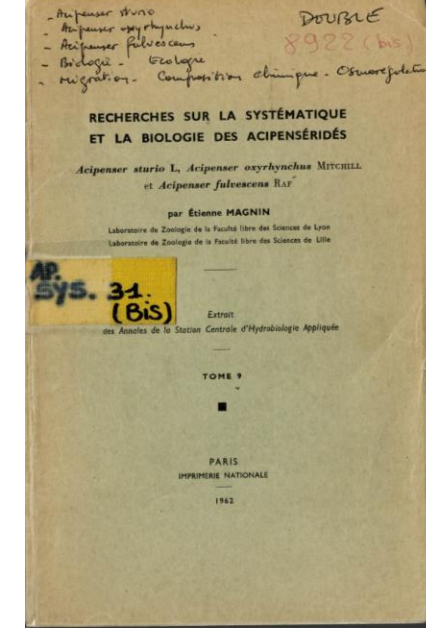 - Acipenser sturio
- Acipenser oxyrhynchus
- Acipenser fulvescens
- Biologie - Ecologie
- Migration - Composition chimique - Osmorégulation
DOUBLE
8922 (bis)
RECHERCHES SUR LA SYSTÉMATIQUE
ET LA BIOLOGIE DES ACIPENSÉRIDÉS
Acipenser sturio L, Acipenser oxyrhynchus MITCHILL
et Acipenser fulvescens RAF
par Étienne MAGNIN
Laboratoire de Zoologie de la Faculté libre des Sciences de Lyon
Laboratoire de Zoologie de la Faculté libre des Sciences de Lille
AP.
SYS. 31.
(Bis)
Extrait
des Annales de la Station Centrale d'Hydrobiologie Appliquée
TOME 9
PARIS
IMPRIMERIE NATIONALE
1962